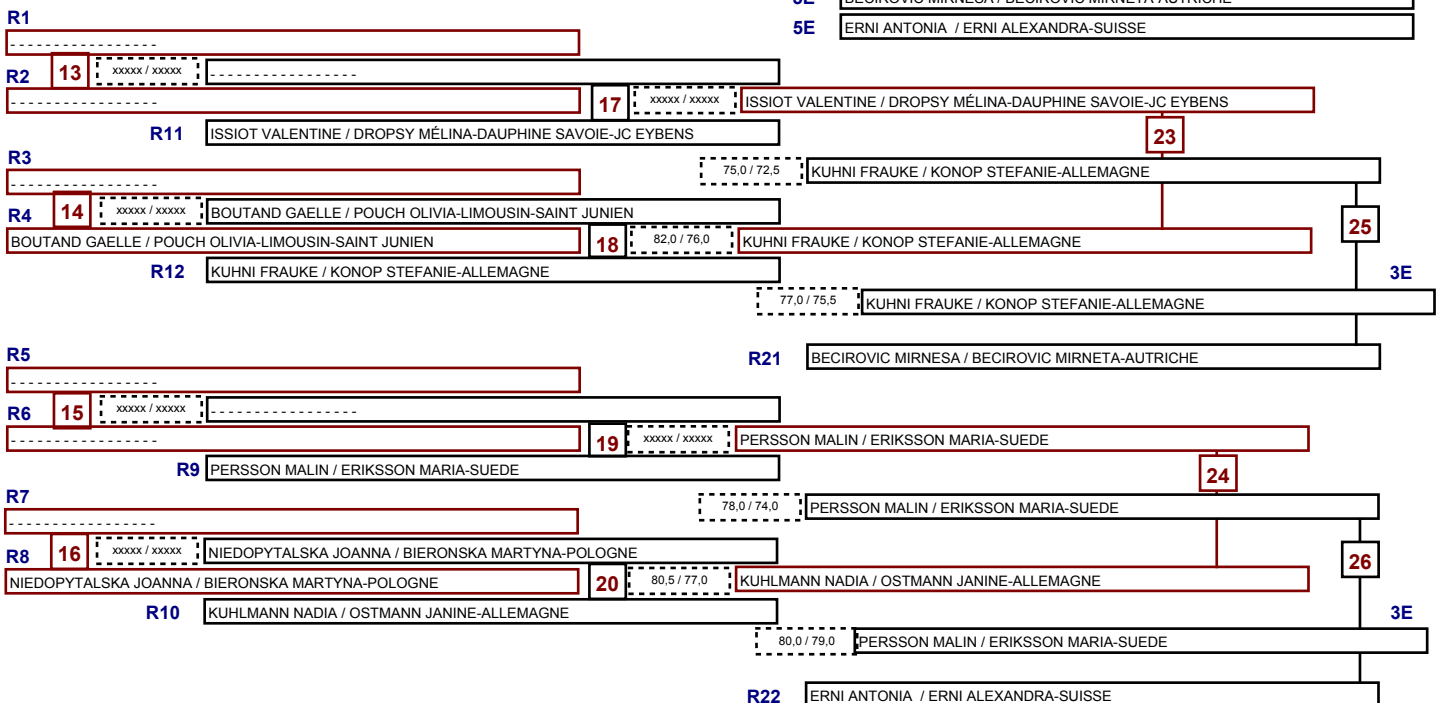 5E BECIROVIC MIRNESA / BECIROVIC MIRNETA-AUTRICHE
R1
5E ERNI ANTONIA / ERNI ALEXANDRA-SUISSE
- - - - - - - - - - - - - - - - -
R2 13 xxxxx / xxxxx - - - - - - - - - - - - - - - - -
- - - - - - - - - - - - - - - - - 17 xxxxx / xxxxx ISSIOT VALENTINE / DROPSY MÉLINA-DAUPHINE SAVOIE-JC EYBENS
R11 ISSIOT VALENTINE / DROPSY MÉLINA-DAUPHINE SAVOIE-JC EYBENS 23
R3
75,0 / 72,5 KUHNI FRAUKE / KONOP STEFANIE-ALLEMAGNE
- - - - - - - - - - - - - - - - -
R4 14 xxxxx / xxxxx BOUTAND GAELLE / POUCH OLIVIA-LIMOUSIN-SAINT JUNIEN 25
BOUTAND GAELLE / POUCH OLIVIA-LIMOUSIN-SAINT JUNIEN 18 82,0 / 76,0 KUHNI FRAUKE / KONOP STEFANIE-ALLEMAGNE
R12 KUHNI FRAUKE / KONOP STEFANIE-ALLEMAGNE 3E
77,0 / 75,5 KUHNI FRAUKE / KONOP STEFANIE-ALLEMAGNE
R5
R21 BECIROVIC MIRNESA / BECIROVIC MIRNETA-AUTRICHE
- - - - - - - - - - - - - - - - -
R6 15 xxxxx / xxxxx - - - - - - - - - - - - - - - - -
- - - - - - - - - - - - - - - - - 19 xxxxx / xxxxx PERSSON MALIN / ERIKSSON MARIA-SUEDE
R9 PERSSON MALIN / ERIKSSON MARIA-SUEDE 24
R7
78,0 / 74,0 PERSSON MALIN / ERIKSSON MARIA-SUEDE
- - - - - - - - - - - - - - - - -
R8 16 xxxxx / xxxxx NIEDOPYTALSKA JOANNA / BIERONSKA MARTYNA-POLOGNE 26
NIEDOPYTALSKA JOANNA / BIERONSKA MARTYNA-POLOGNE 20 80,5 / 77,0 KUHLMANN NADIA / OSTMANN JANINE-ALLEMAGNE
R10 KUHLMANN NADIA / OSTMANN JANINE-ALLEMAGNE 3E
80,0 / 79,0 PERSSON MALIN / ERIKSSON MARIA-SUEDE
R22 ERNI ANTONIA / ERNI ALEXANDRA-SUISSE